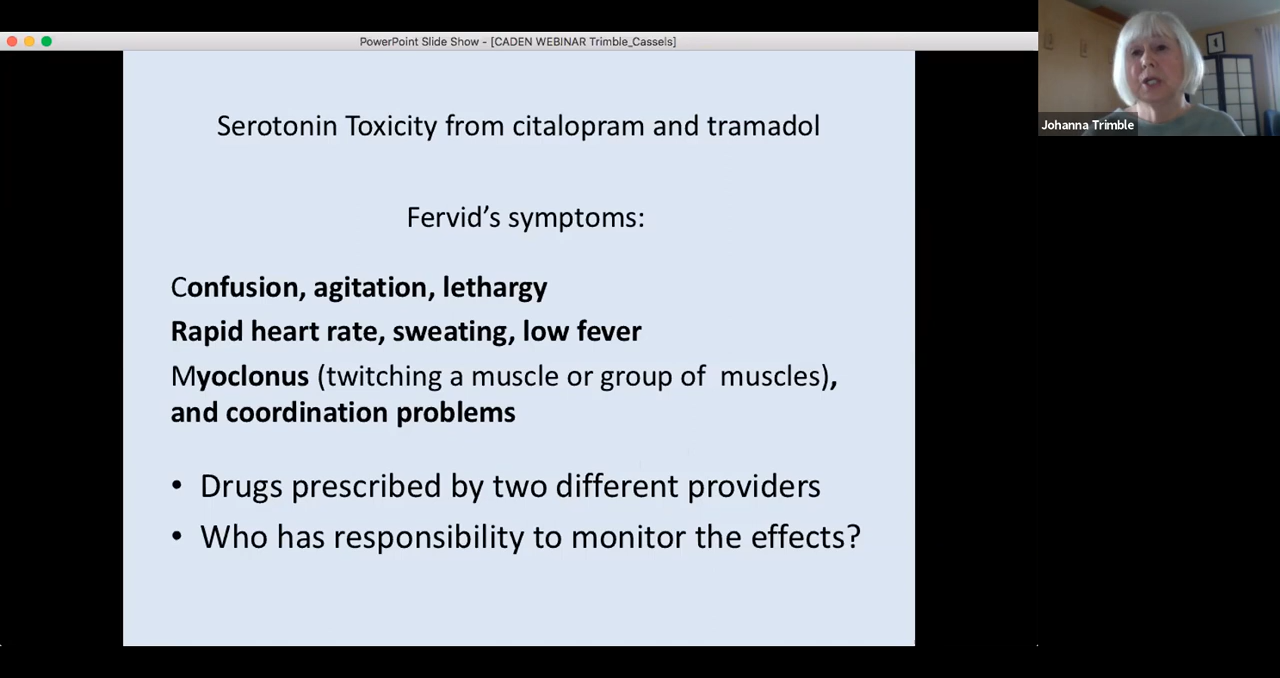 PowerPoint Slide Show - [CADEN WEBINAR Trimble_Cassels]
Johanna Trimble
Serotonin Toxicity from citalopram and tramadol
Fervid’s symptoms:
Confusion, agitation, lethargy
Rapid heart rate, sweating, low fever
Myoclonus (twitching a muscle or group of  muscles),
and coordination problems
• Drugs prescribed by two different providers
• Who has responsibility to monitor the effects?